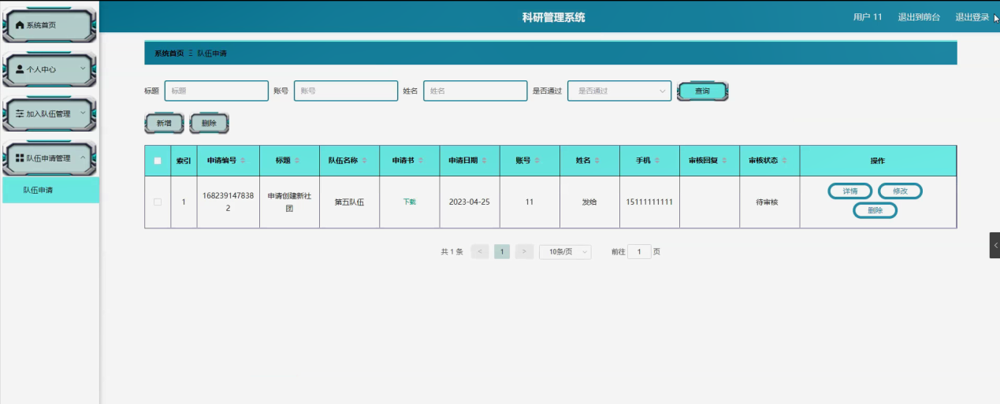 科研管理系统
用户 11
退出到前台
退出登录
系统首页
个人中心
加入队伍管理
队伍申请管理
队伍申请
系统首页 Ξ 队伍申请
标题 标题 账号 账号 姓名 姓名 是否通过 是否通过 查询
新增 删除
索引 申请编号 标题 队伍名称 申请书 申请日期 账号 姓名 手机 审核回复 审核状态 操作
1 168239147838 申请创建新社 第五队伍 下载 2023-04-25 11 发给 15111111111 待审核 详情 修改
2 团 删除
共 1 条 < 1 > 10条/页 前往 1 页